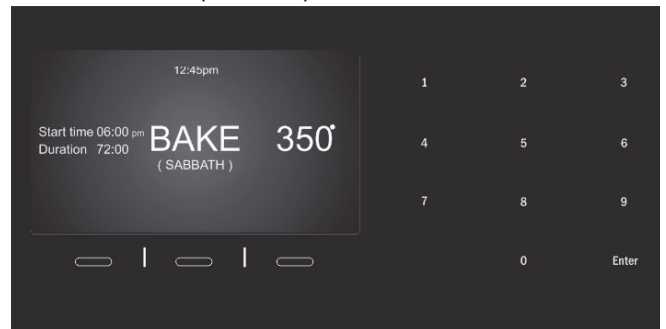 12:45pm
Start time 06:00 pm
Duration 72:00
BAKE
350°
( SABBATH )
1 2 3
4 5 6
7 8 9
0 Enter